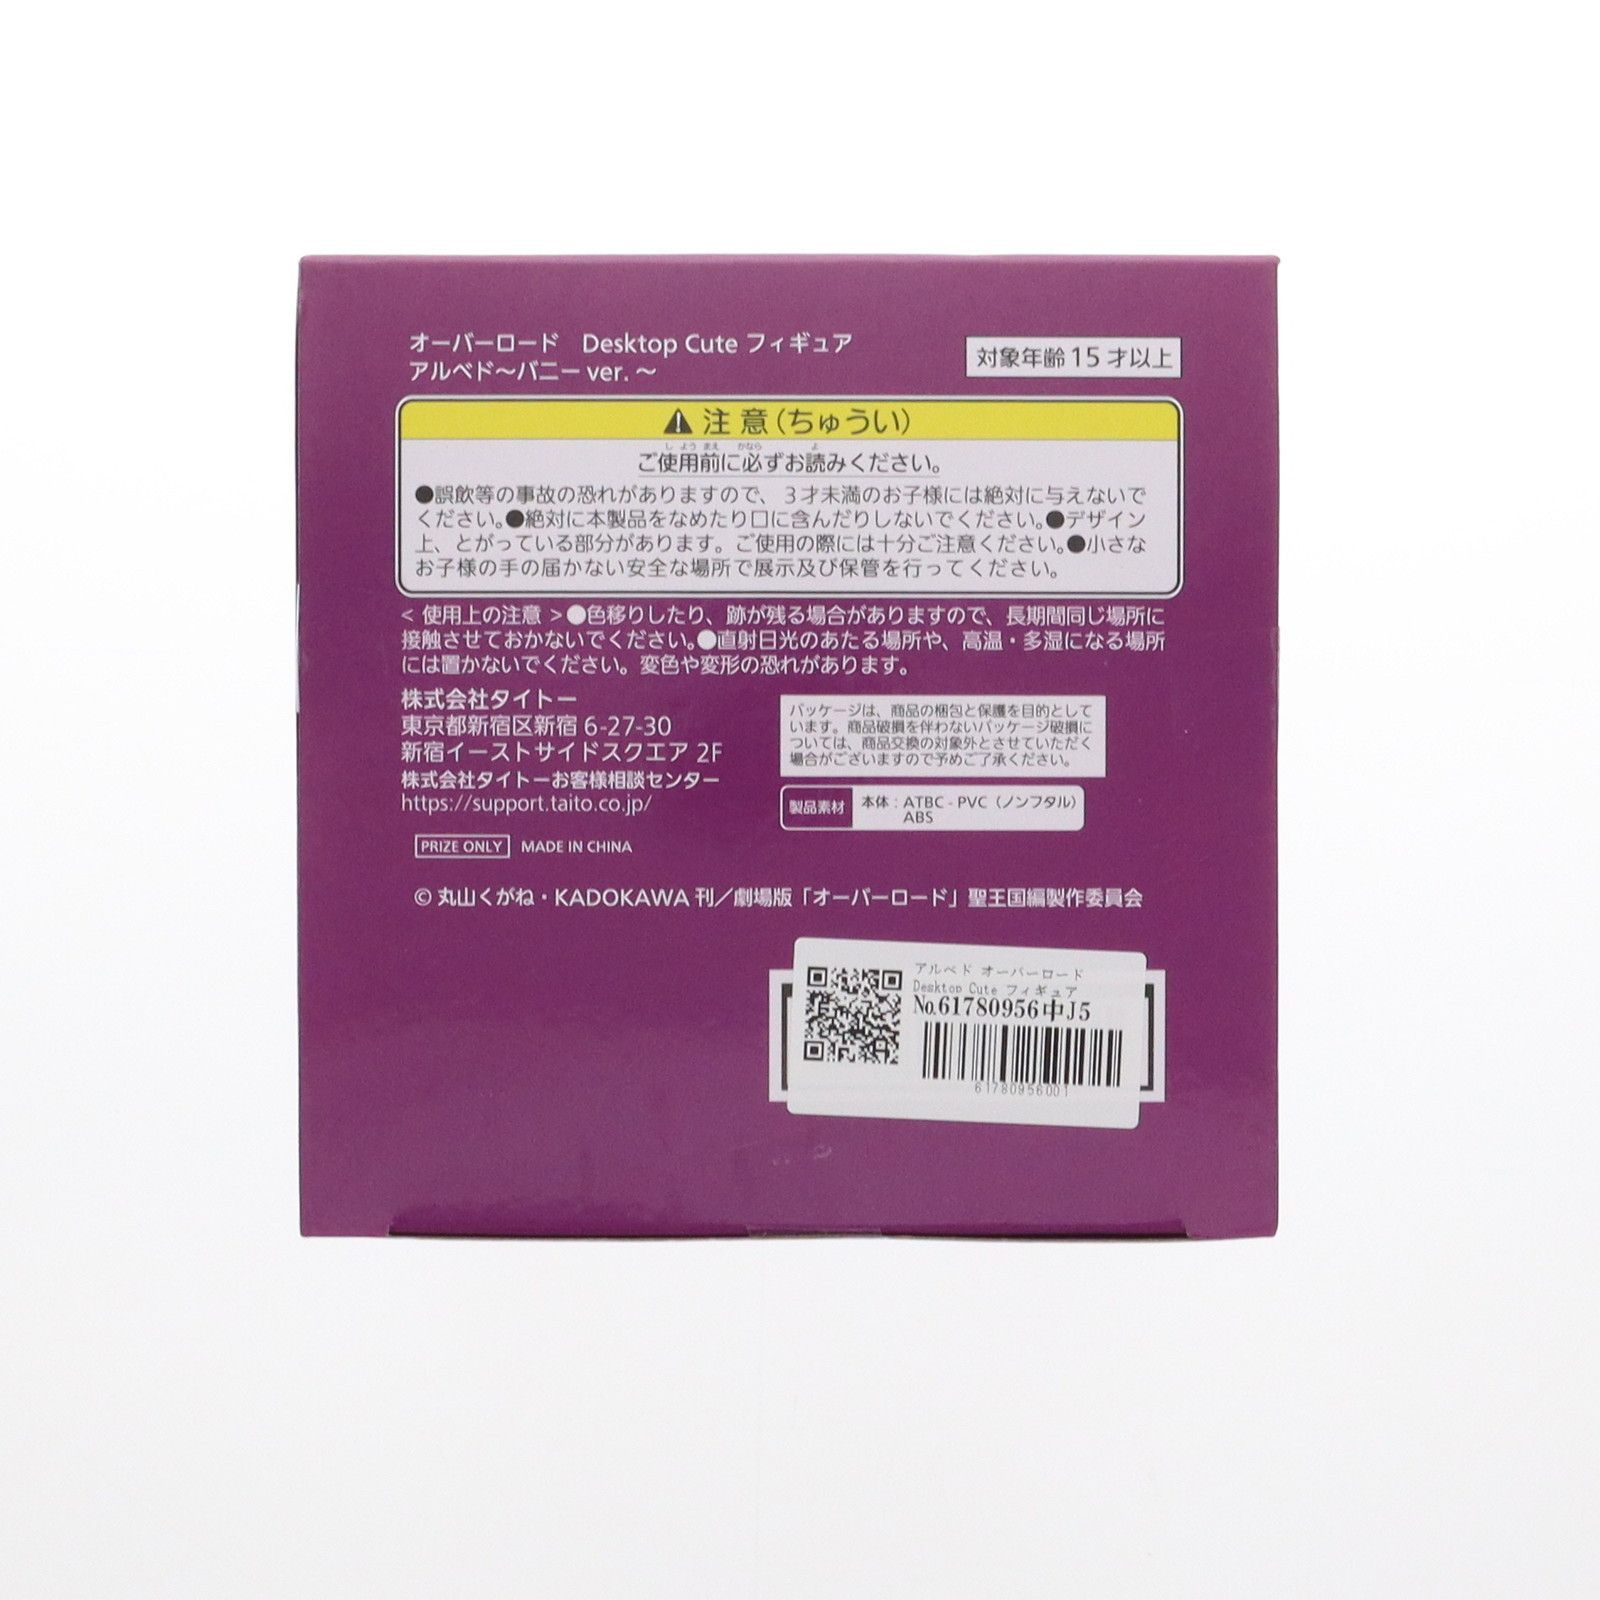 オーバーロード Desktop Cute フィギュア
アルベド～バニー ver.～
対象年齢 15 才以上
注意(ちゅうい)
ご使用前に必ずお読みください。
●誤飲等の事故の恐れがありますので、3才未満のお子様には絶対に与えないで
ください。●絶対に本製品をなめたり口に含んだりしないでください。●デザイン
上、とがっている部分があります。ご使用の際には十分ご注意ください。●小さな
お子様の手の届かない安全な場所で展示及び保管を行ってください。
< 使用上の注意 >●色移りしたり、跡が残る場合がありますので、長期間同じ場所に
接触させておかないでください。●直射日光のあたる場所や、高温・多湿になる場所
には置かないでください。変色や変形の恐れがあります。
株式会社タイトー
東京都新宿区新宿 6-27-30
新宿イーストサイドスクエア 2F
株式会社タイトーお客様相談センター
https://support.taito.co.jp/
PRIZE ONLY MADE IN CHINA
パッケージは、商品の梱包と保護を目的として
います。商品破損を伴わないパッケージ破損に
ついては、商品交換の対象外とさせていただく
場合がございますので予めご了承ください。
製品素材 本体：ATBC - PVC（ノンフタル）
ABS
© 丸山くがね・KADOKAWA 刊／劇場版「オーバーロード」聖王国編製作委員会
アルベド オーバーロード
Desktop Cute フィギュア
No.61780956中J5
61780956001